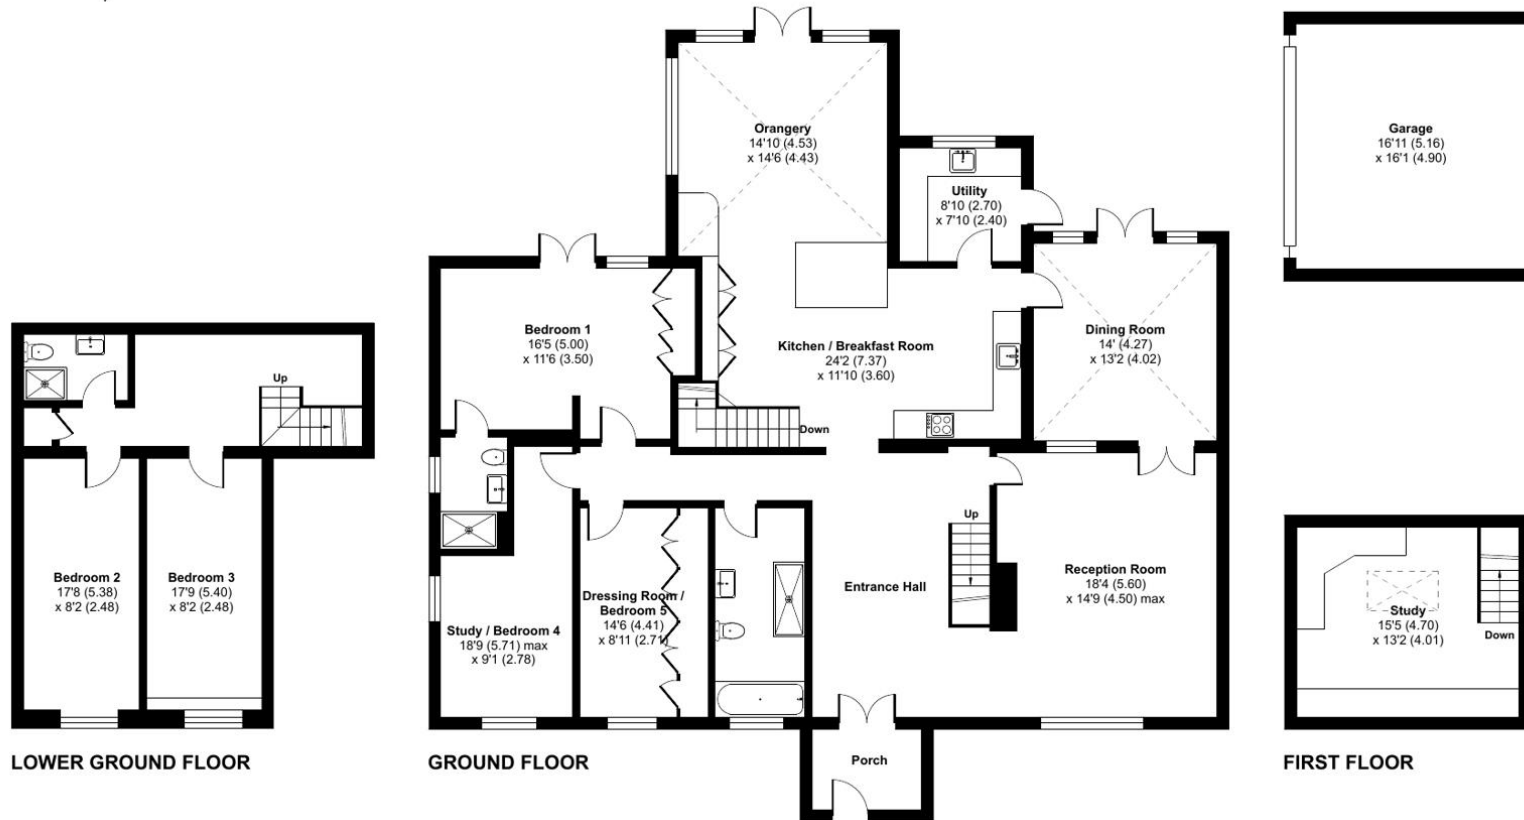 Orangery
14'10 (4.53)
x 14'6 (4.43)
Garage
16'11 (5.16)
x 16'1 (4.90)
Utility
8'10 (2.70)
x 7'10 (2.40)
Bedroom 1
16'5 (5.00)
x 11'6 (3.50)
Kitchen / Breakfast Room
24'2 (7.37)
x 11'10 (3.60)
Dining Room
14' (4.27)
x 13'2 (4.02)
Up
Down
Bedroom 2
17'8 (5.38)
x 8'2 (2.48)
Bedroom 3
17'9 (5.40)
x 8'2 (2.48)
Study / Bedroom 4
18'9 (5.71) max
x 9'1 (2.78)
Dressing Room /
Bedroom 5
14'6 (4.41)
x 8'11 (2.71)
Entrance Hall
Up
Reception Room
18'4 (5.60)
x 14'9 (4.50) max
Study
15'5 (4.70)
x 13'2 (4.01)
Down
Porch
LOWER GROUND FLOOR
GROUND FLOOR
FIRST FLOOR